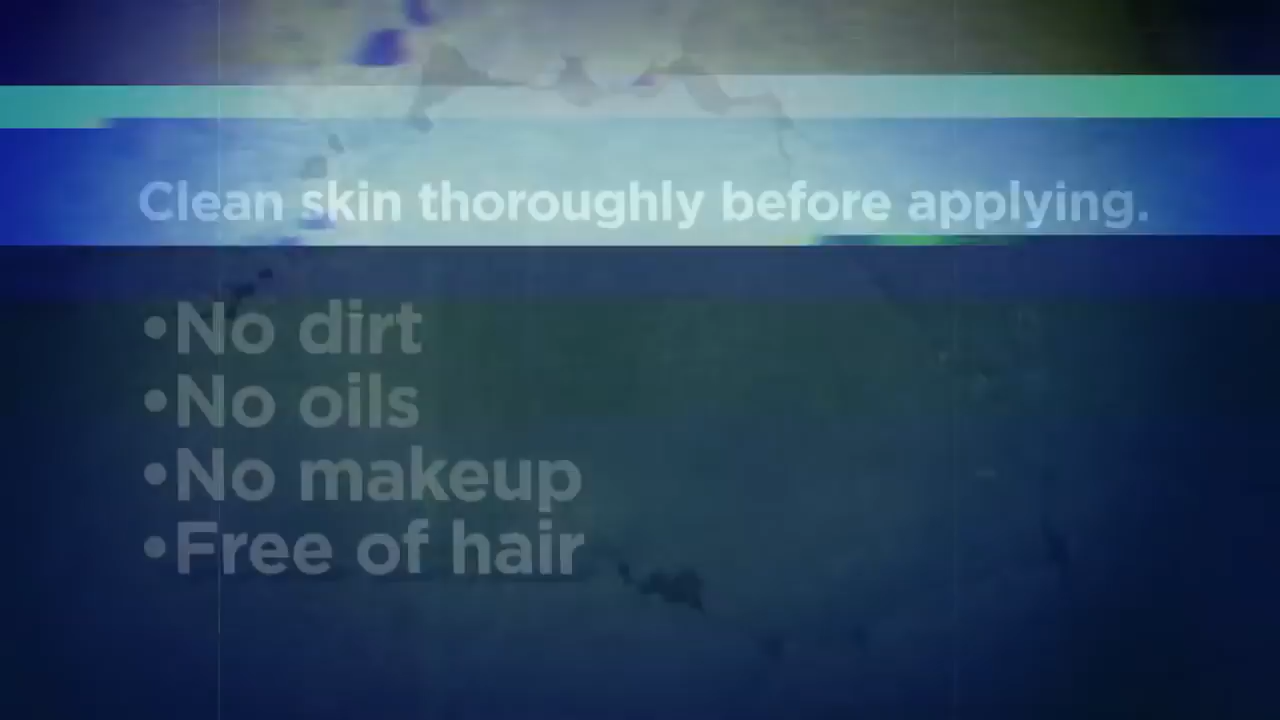 Clean skin thoroughly before applying.
•No dirt
•No oils
•No makeup
•Free of hair